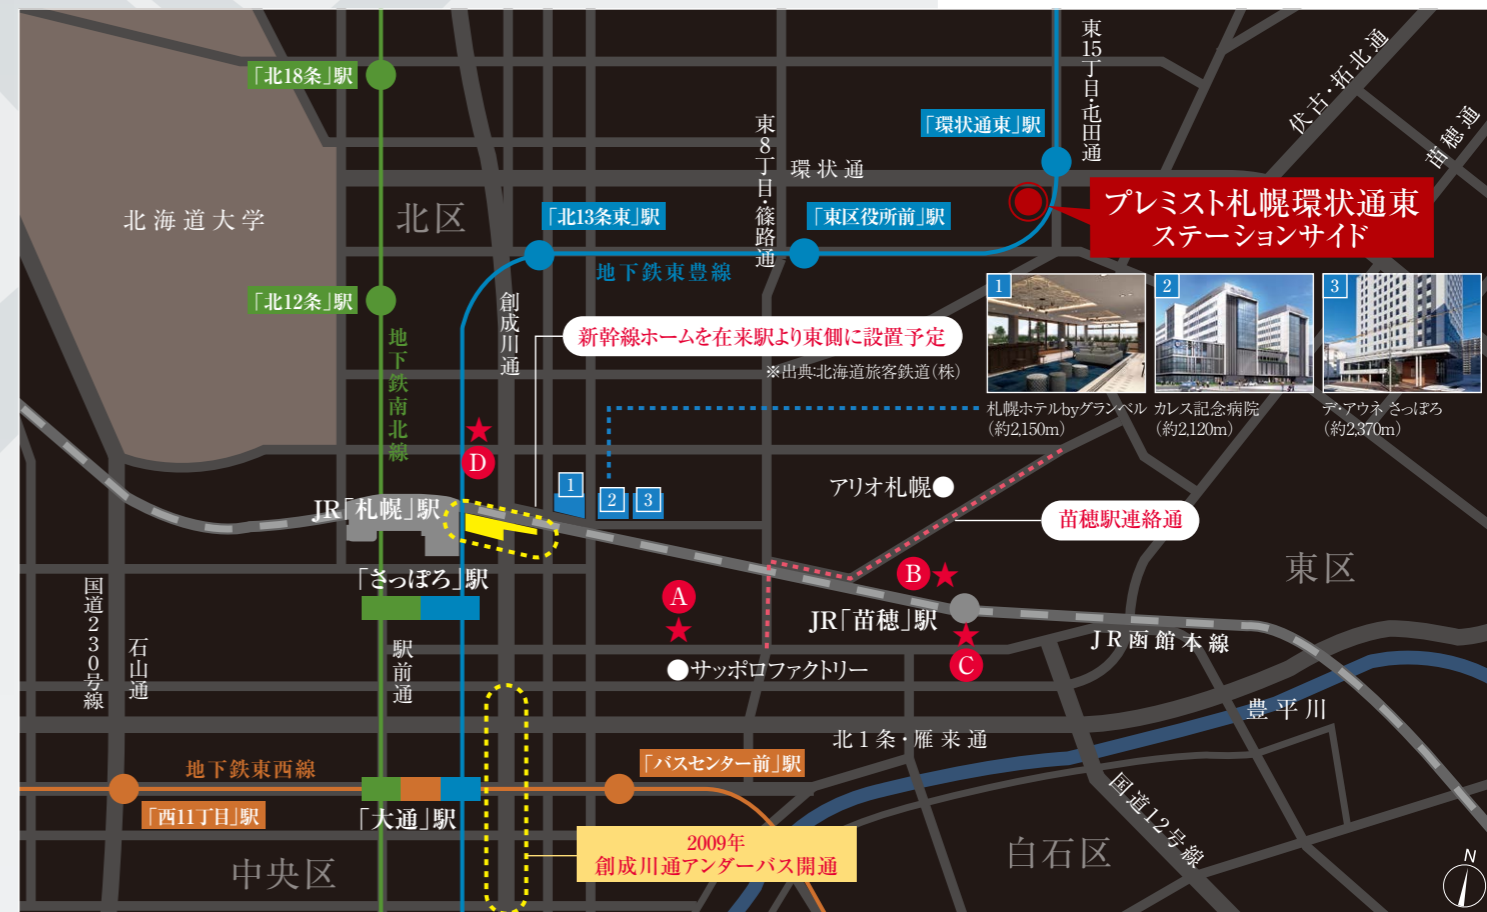 「北18条」駅
東15丁目・屯田通
伏古・拓北通
苗穂通
「環状通東」駅
東8丁目・篠路通
環状通
プレミスト札幌環状通東
ステーションサイド
北海道大学
北区
「北13条東」駅
「東区役所前」駅
地下鉄東豊線
「北12条」駅
創成川通
地下鉄南北線
新幹線ホームを在来駅より東側に設置予定
※出典:北海道旅客鉄道(株)
1
2
3
札幌ホテルbyグランベル
(約2,150m)
カレス記念病院
(約2,120m)
デ・アウネ さっぽろ
(約2,370m)
D
1
2
3
アリオ札幌
JR「札幌」駅
苗穂駅連絡通
東区
「さっぽろ」駅
A
B
JR「苗穂」駅
C
JR函館本線
国道230号線
石山通
駅前通
サッポロファクトリー
豊平川
北1条・雁来通
地下鉄東西線
「バスセンター前」駅
「西11丁目」駅
「大通」駅
国道12号線
2009年
創成川通アンダーパス開通
中央区
白石区
N